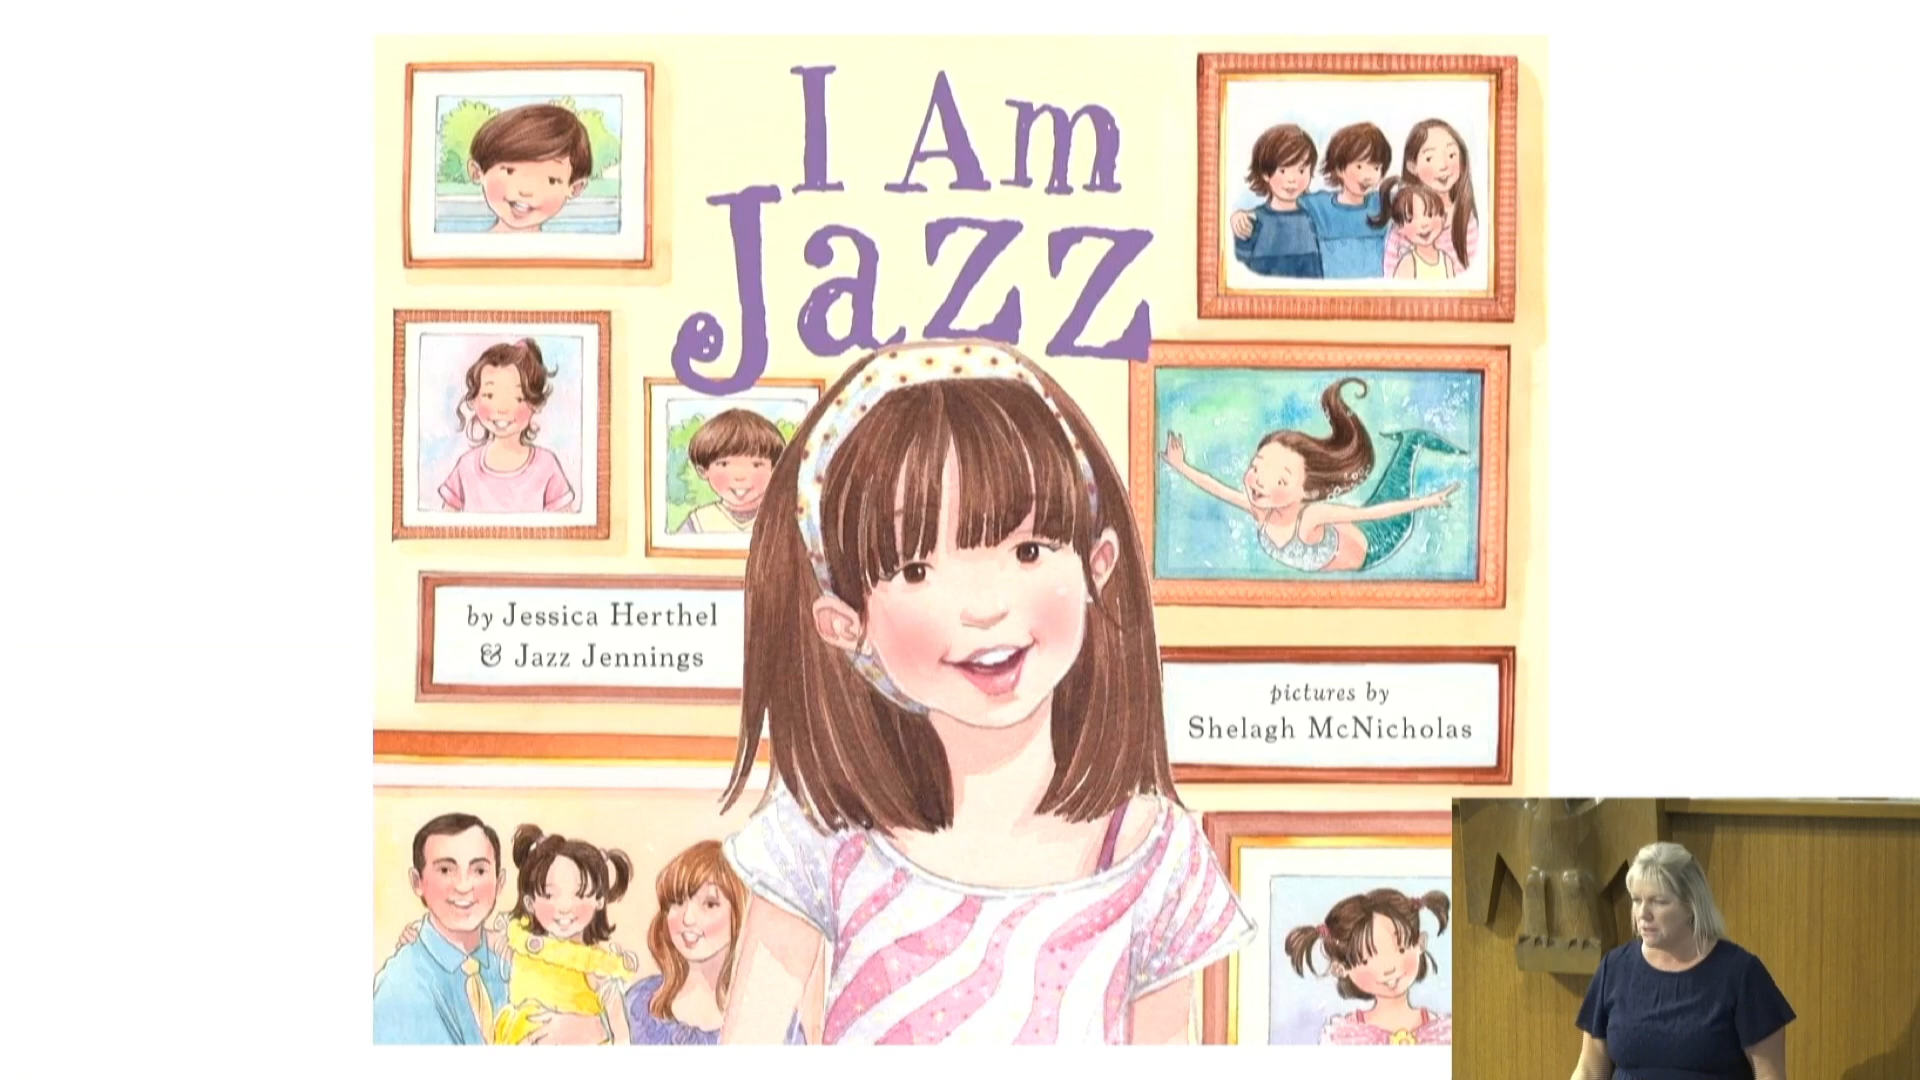 I Am
Jazz
by Jessica Herthel
& Jazz Jennings
pictures by
Shelagh McNicholas